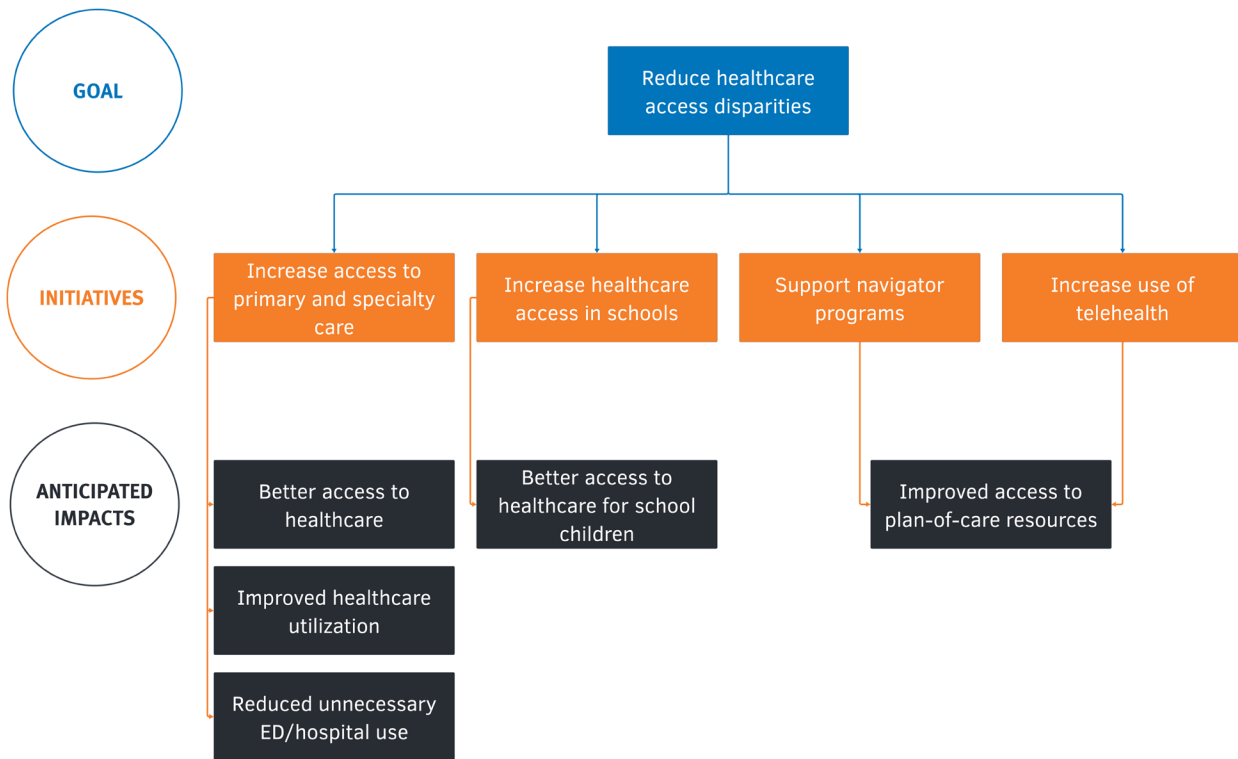 GOAL
Reduce healthcare
access disparities
INITIATIVES
Increase access to
primary and specialty
care
Increase healthcare
access in schools
Support navigator
programs
Increase use of
telehealth
ANTICIPATED
IMPACTS
Better access to
healthcare
Better access to
healthcare for school
children
Improved access to
plan-of-care resources
Improved healthcare
utilization
Reduced unnecessary
ED/hospital use